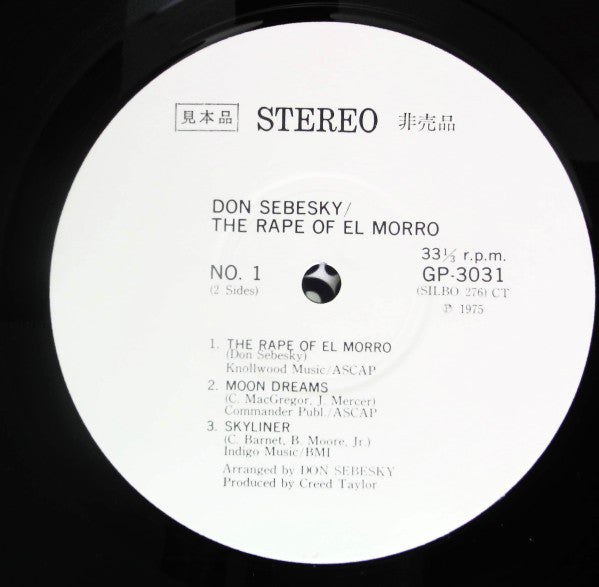 見本品 STEREO 非売品
DON SEBESKY/
THE RAPE OF EL MORRO
33⅓ r.p.m.
NO. 1 GP-3031
(2 Sides) (SILBO 276) CT
Ⓟ 1975
1. THE RAPE OF EL MORRO
(Don Sebesky)
Knollwood Music/ASCAP
2. MOON DREAMS
(C. MacGregor, J. Mercer)
Commander Publ./ASCAP
3. SKYLINER
(C. Barnet, B. Moore, Jr.)
Indigo Music/BMI
Arranged by DON SEBESKY
Produced by Creed Taylor